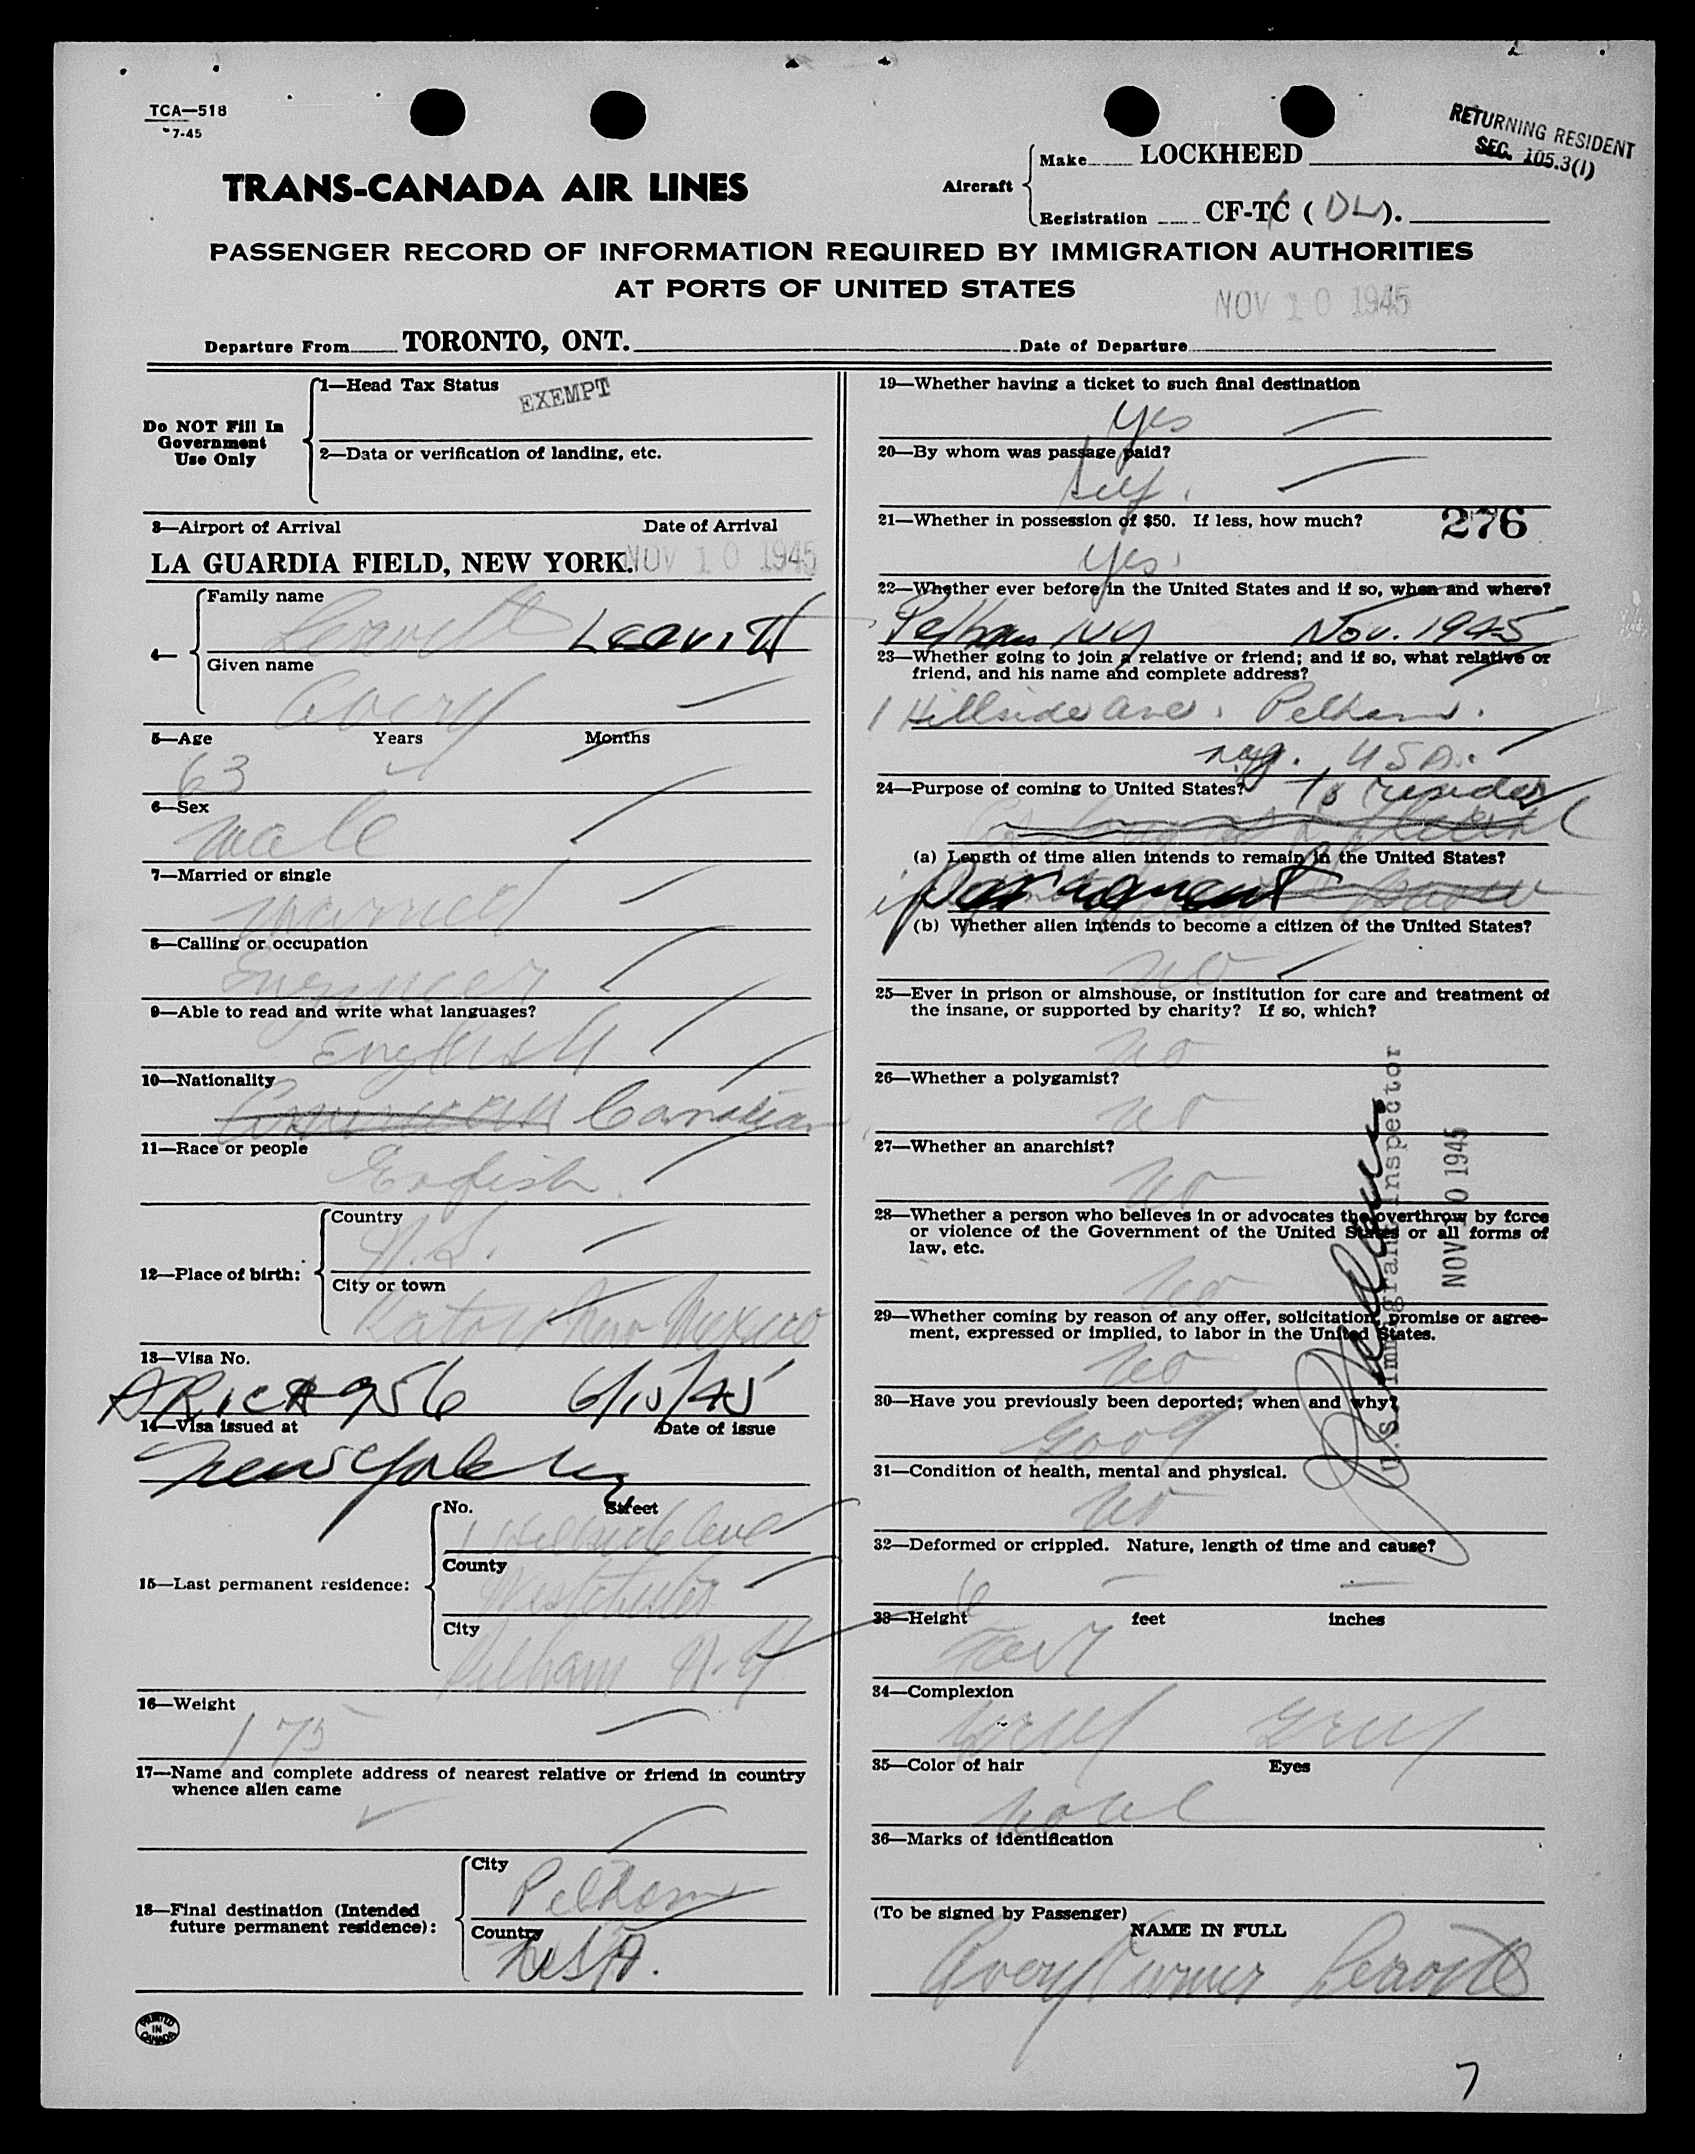 TCA—518
7-45
RETURNING RESIDENT
SEC. 105.3(1)
TRANS-CANADA AIR LINES
Aircraft
Make LOCKHEED
Registration CF-TC ( DL ).
PASSENGER RECORD OF INFORMATION REQUIRED BY IMMIGRATION AUTHORITIES
AT PORTS OF UNITED STATES
NOV 10 1945
Departure From TORONTO, ONT. Date of Departure
Do NOT Fill In
Government
Use Only
1—Head Tax Status EXEMPT
2—Data or verification of landing, etc.
3—Airport of Arrival Date of Arrival
LA GUARDIA FIELD, NEW YORK. NOV 10 1945
4—
Family name
Leavitt Leavitt
Given name
Avery
5—Age Years Months
63
6—Sex
Male
7—Married or single
Married
8—Calling or occupation
Engineer
9—Able to read and write what languages?
English
10—Nationality
American Canadian
11—Race or people
English
12—Place of birth:
Country
City or town
New Mexico
13—Visa No.
956 6/15/45
14—Visa issued at Date of issue
New York NY
15—Last permanent residence:
No. Street
1 Hillside Ave
County
Westchester
City
Pelham N.Y
16—Weight
175
17—Name and complete address of nearest relative or friend in country
whence alien came
18—Final destination (Intended
future permanent residence):
City
Pelham
Country
USA.
PRINTED
IN
CANADA
19—Whether having a ticket to such final destination
Yes
20—By whom was passage paid?
Self.
21—Whether in possession of $50. If less, how much? 276
Yes.
22—Whether ever before in the United States and if so, when and where?
Pelham NY Nov. 1945
23—Whether going to join a relative or friend; and if so, what relative or
friend, and his name and complete address?
1 Hillside Ave. Pelham.
N.Y. USA.
24—Purpose of coming to United States? To reside
(a) Length of time alien intends to remain in the United States?
Permanent
(b) Whether alien intends to become a citizen of the United States?
no
25—Ever in prison or almshouse, or institution for care and treatment of
the insane, or supported by charity? If so, which?
no
26—Whether a polygamist?
no
27—Whether an anarchist?
no
28—Whether a person who believes in or advocates the overthrow by force
or violence of the Government of the United States or all forms of
law, etc.
no
29—Whether coming by reason of any offer, solicitation, promise or agree-
ment, expressed or implied, to labor in the United States.
no
30—Have you previously been deported; when and why?
Good
31—Condition of health, mental and physical.
no
32—Deformed or crippled. Nature, length of time and cause?
6
33—Height feet inches
Fair
34—Complexion
Grey Grey
35—Color of hair Eyes
None
36—Marks of identification
U.S. Immigrant Inspector
NOV 10 1945
(To be signed by Passenger)
NAME IN FULL
Avery Turner Leavitt
7